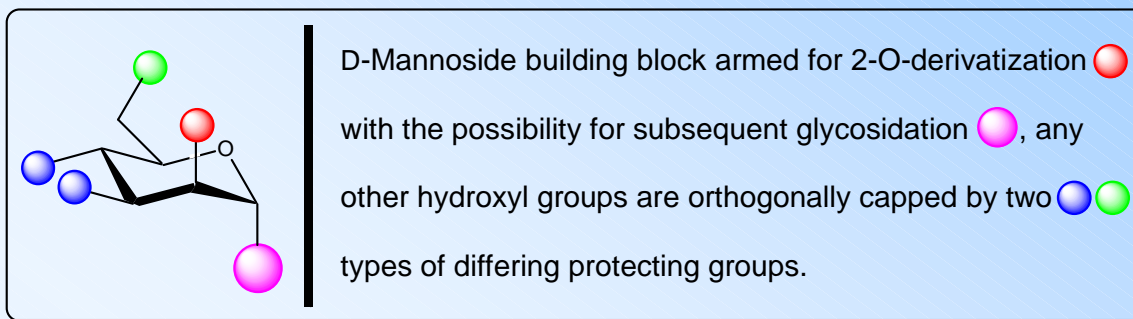 O
D-Mannoside building block armed for 2-O-derivatization
with the possibility for subsequent glycosidation , any
other hydroxyl groups are orthogonally capped by two
types of differing protecting groups.